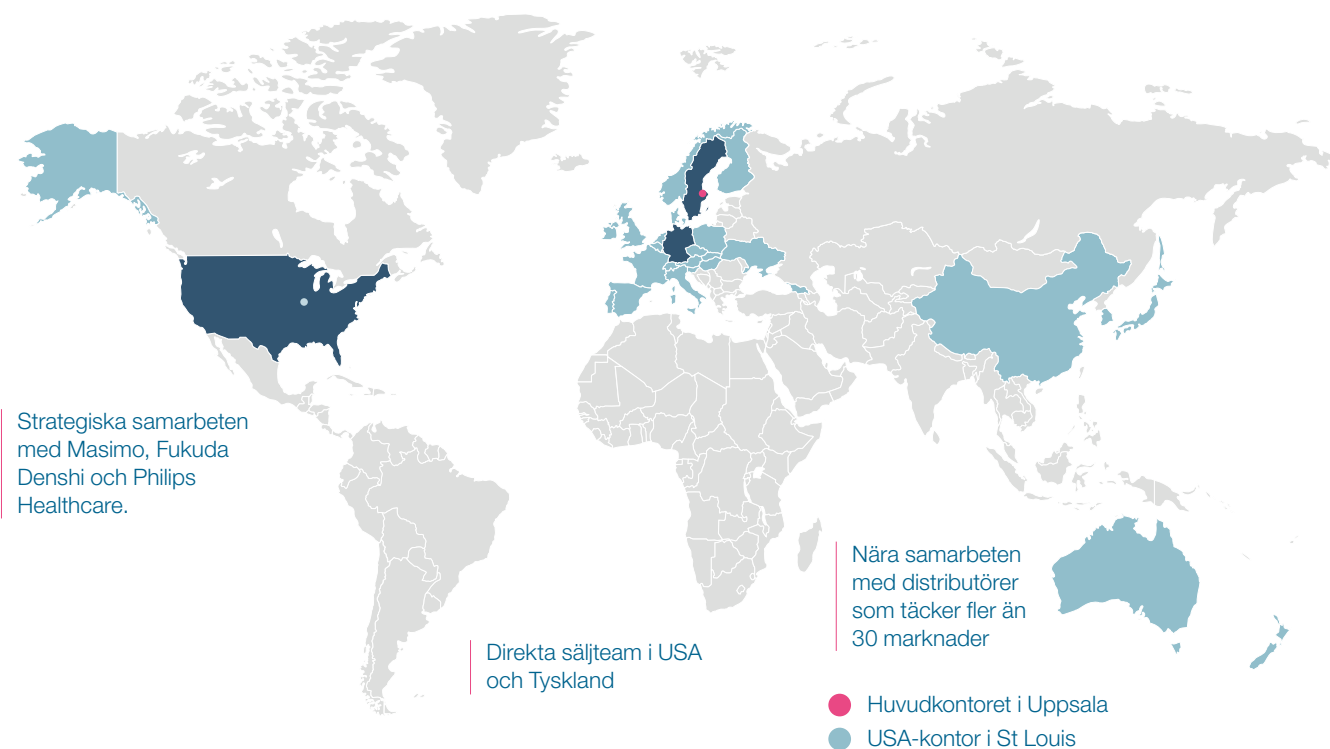 Strategiska samarbeten
med Masimo, Fukuda
Denshi och Philips
Healthcare.
Nära samarbeten
med distributörer
som täcker fler än
30 marknader
Direkta säljteam i USA
och Tyskland
Huvudkontoret i Uppsala
USA-kontor i St Louis